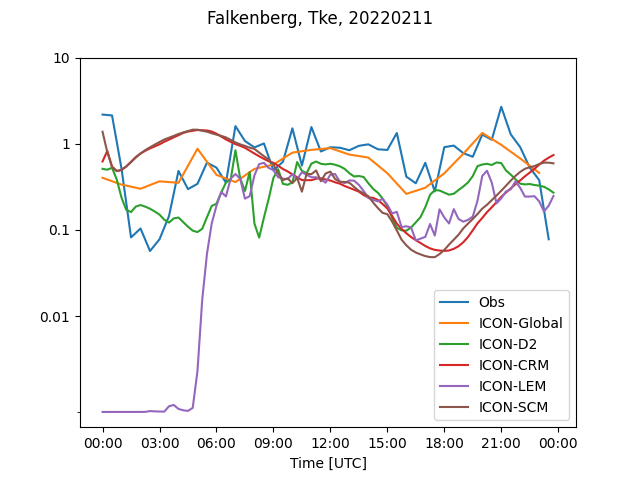 Falkenberg, Tke, 20220211
10
1
0.1
0.01
Obs
ICON-Global
ICON-D2
ICON-CRM
ICON-LEM
ICON-SCM
00:00 03:00 06:00 09:00 12:00 15:00 18:00 21:00 00:00
Time [UTC]